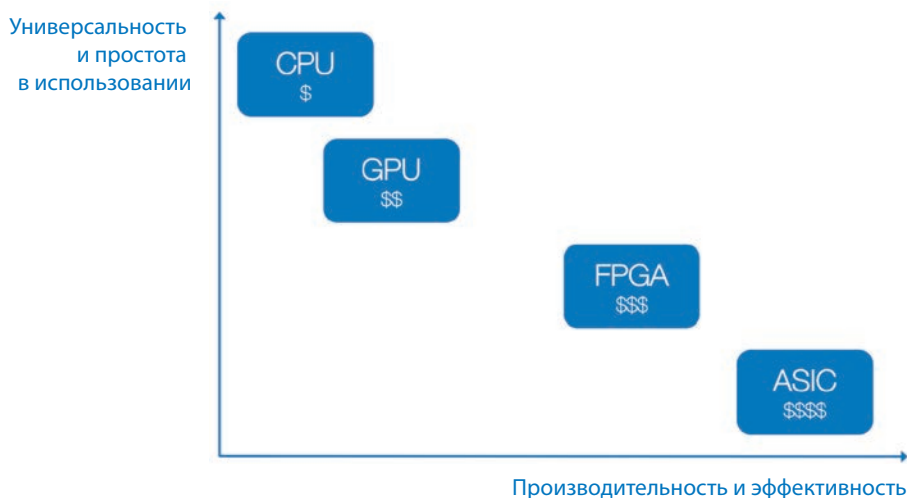 Универсальность
и простота
в использовании
CPU
$
GPU
$$
FPGA
$$$
ASIC
$$$$
Производительность и эффективность